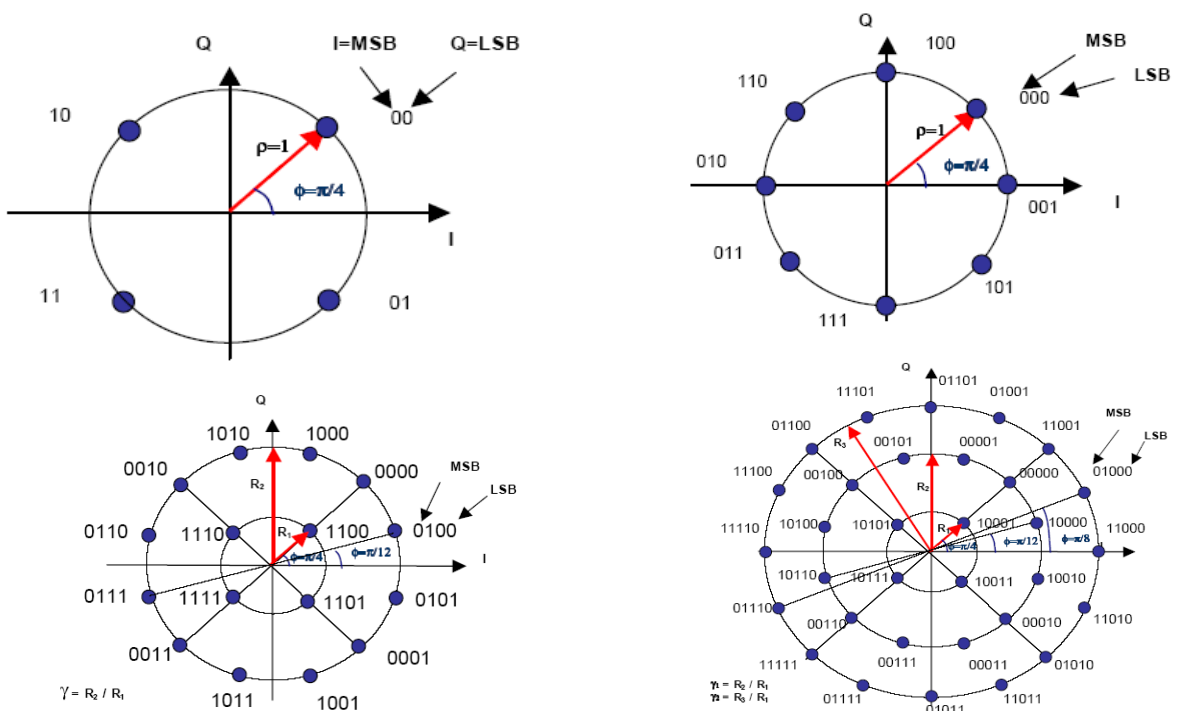 Q I=MSB Q=LSB
10 00
ρ=1
ϕ=π/4
I
11 01
Q 100 MSB
LSB
110 000
ρ=1
010 ϕ=π/4
001 I
011 101
111
Q
1010 1000
0010 0000 MSB
LSB
R₂
0110 1110 R₁ 1100 0100
ϕ=π/4 ϕ=π/12
I
0111 1111 1101 0101
0011 0001
1011 1001
γ = R₂ / R₁
Q
11101 01101 01001
01100 11001 MSB
R₃ LSB
00101 00001
01000
11100 00100 00000
R₂
10100 10101 R₁ 10001 10000
11110 11000
ϕ=π/4 ϕ=π/12 ϕ=π/8
10110 10111 10011 10010
01110 11010
00110 00010
00111 00011
11111 01010
01111 01011 11011
γ₁ = R₂ / R₁
γ₂ = R₃ / R₁